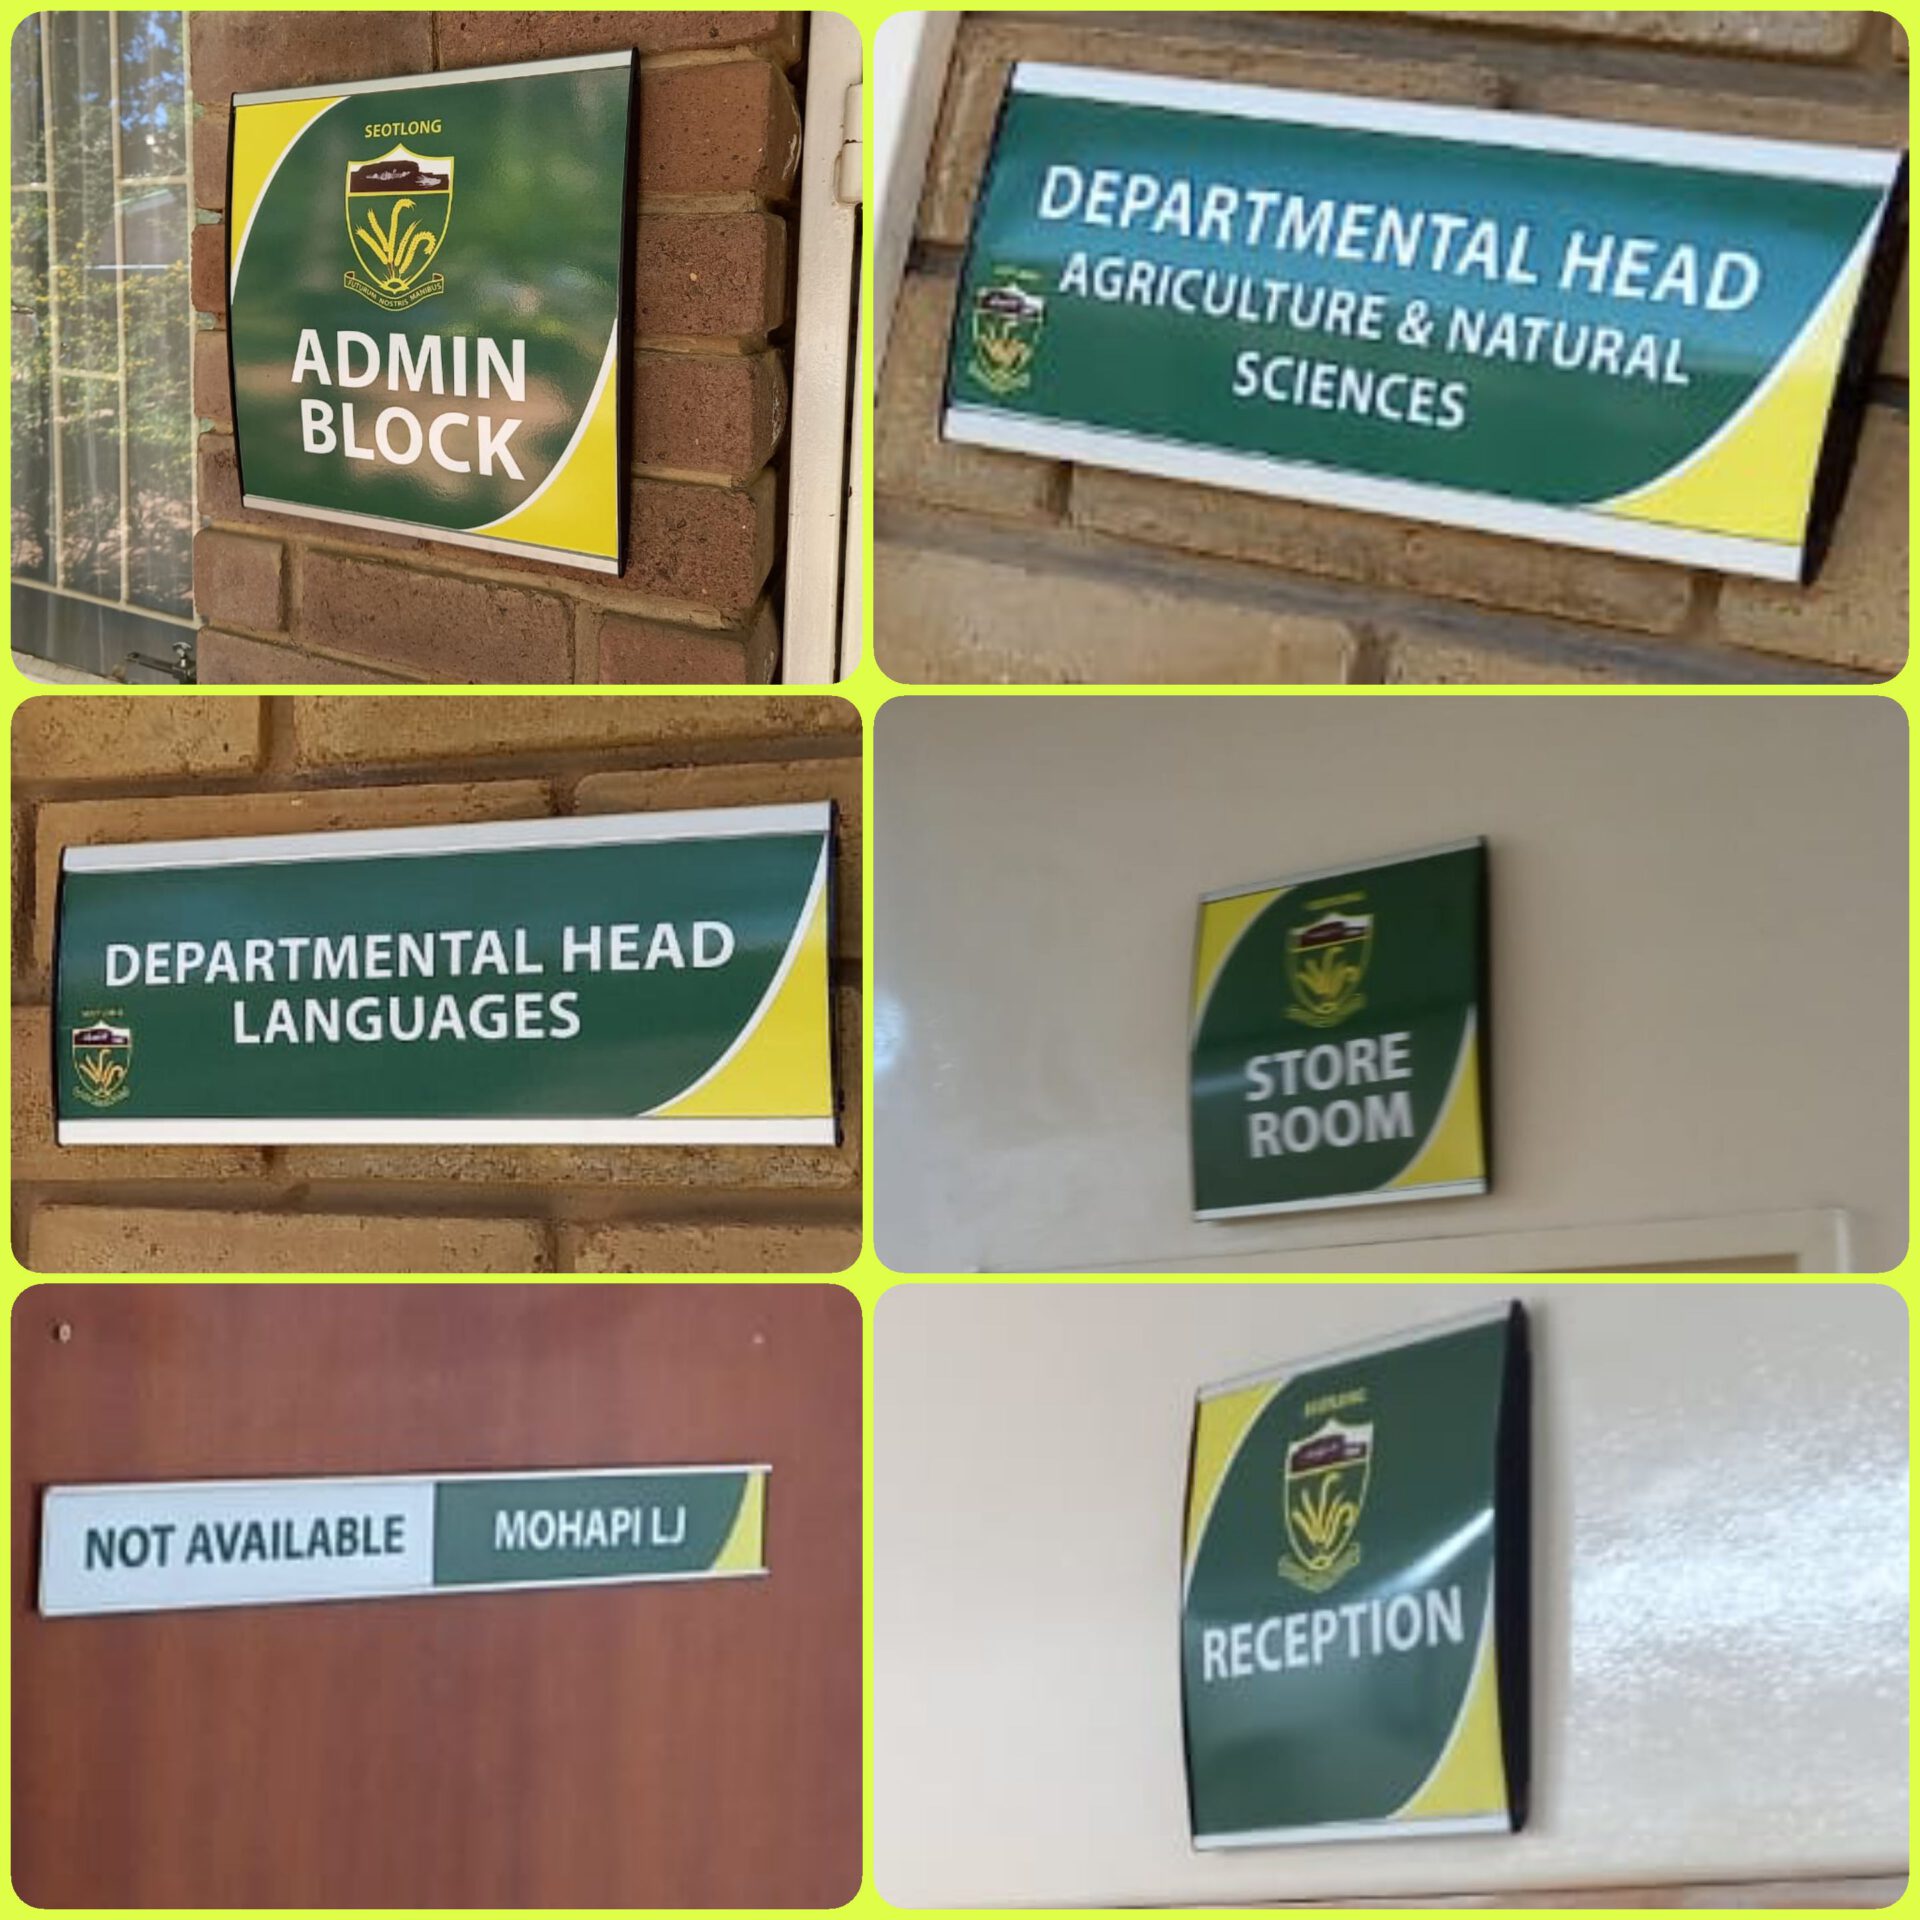 SEOTLONG
FUTURUM NOSTRIS MANIBUS
ADMIN
BLOCK
DEPARTMENTAL HEAD
AGRICULTURE & NATURAL
SCIENCES
DEPARTMENTAL HEAD
LANGUAGES
STORE
ROOM
NOT AVAILABLE MOHAPI LJ
SEOTLONG
RECEPTION